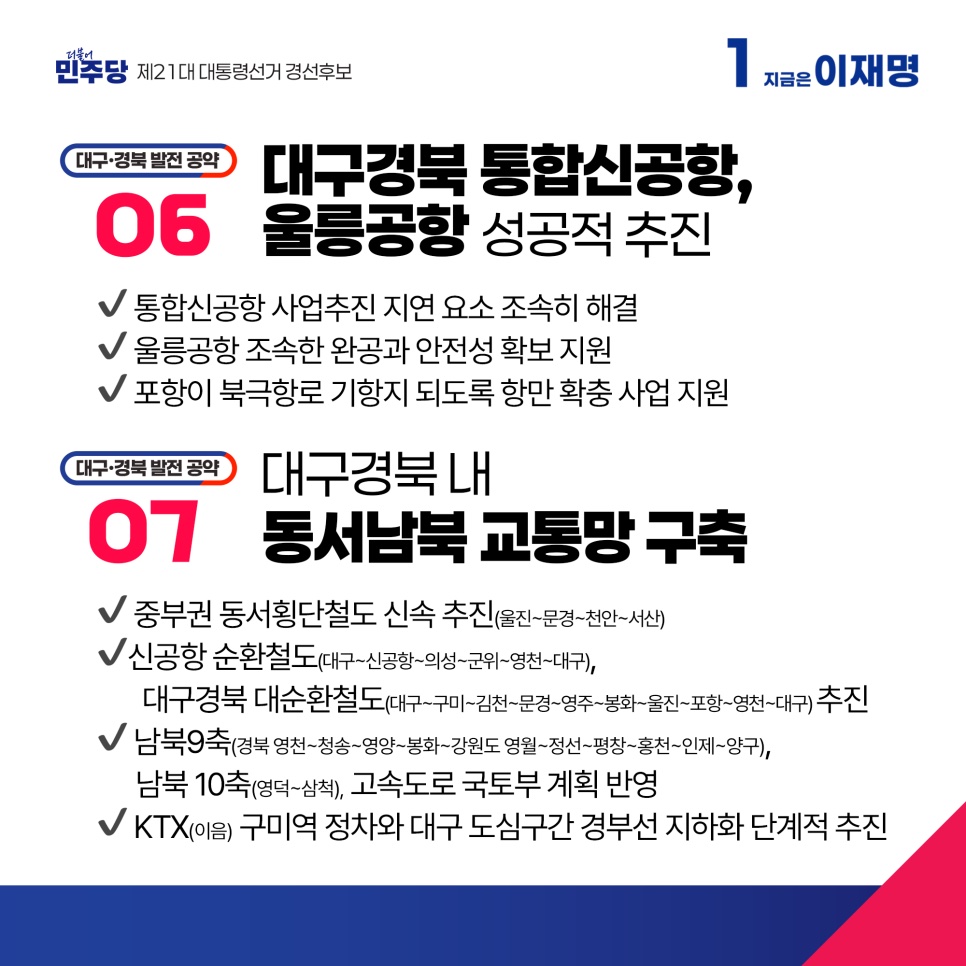 더불어
민주당 제21대 대통령선거 경선후보
1 지금은 이재명
대구·경북 발전 공약
06
대구경북 통합신공항,
울릉공항 성공적 추진
✓ 통합신공항 사업추진 지연 요소 조속히 해결
✓ 울릉공항 조속한 완공과 안전성 확보 지원
✓ 포항이 북극항로 기항지 되도록 항만 확충 사업 지원
대구·경북 발전 공약
07
대구경북 내
동서남북 교통망 구축
✓ 중부권 동서횡단철도 신속 추진(울진~문경~천안~서산)
✓ 신공항 순환철도(대구~신공항~의성~군위~영천~대구),
대구경북 대순환철도(대구~구미~김천~문경~영주~봉화~울진~포항~영천~대구) 추진
✓ 남북9축(경북 영천~청송~영양~봉화~강원도 영월~정선~평창~홍천~인제~양구),
남북 10축(영덕~삼척), 고속도로 국토부 계획 반영
✓ KTX(이음) 구미역 정차와 대구 도심구간 경부선 지하화 단계적 추진